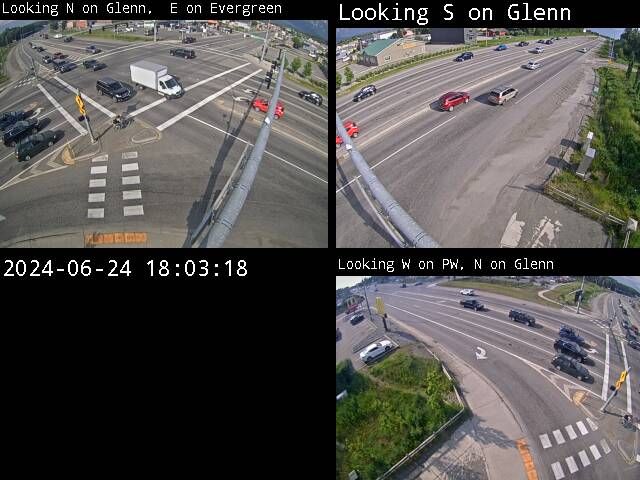 Looking N on Glenn,  E on Evergreen
Looking S on Glenn
2024-06-24 18:03:18
Looking W on PW, N on Glenn